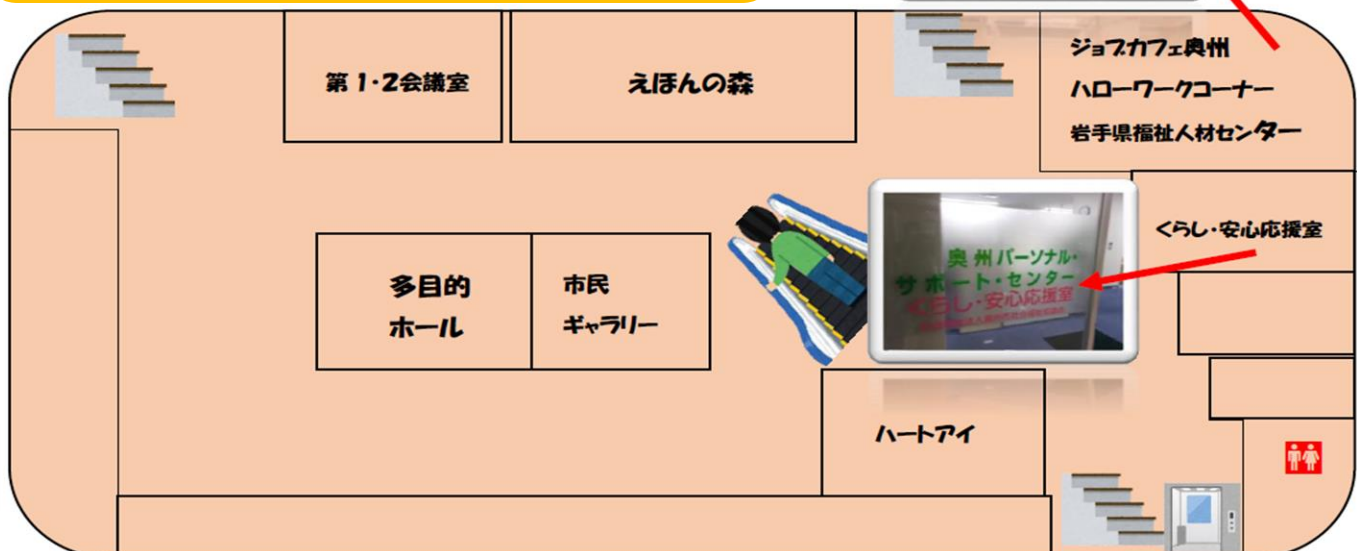 第1・2会議室
えほんの森
ジョブカフェ奥州
ハローワークコーナー
岩手県福祉人材センター
くらし・安心応援室
奥州パーソナル・
サポート・センター
くらし・安心応援室
多目的
ホール
市民
ギャラリー
ハートアイ